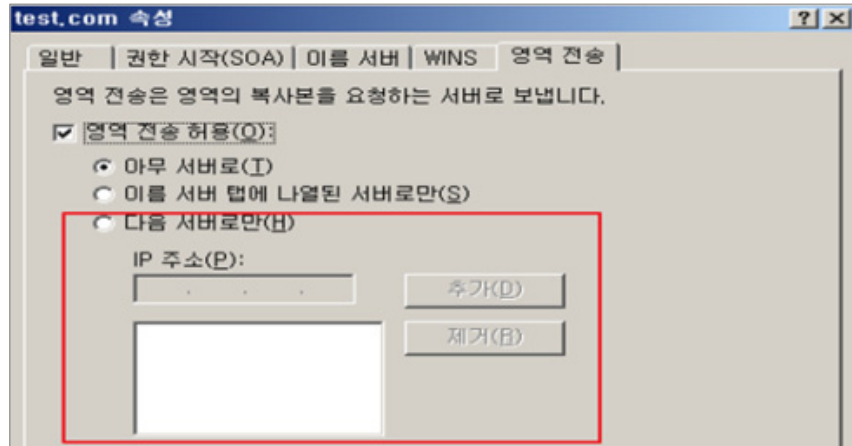 test.com 속성
일반 권한 시작(SOA) 이름 서버 WINS 영역 전송
영역 전송은 영역의 복사본을 요청하는 서버로 보냅니다.
영역 전송 허용(O):
아무 서버로(T)
이름 서버 탭에 나열된 서버로만(S)
다음 서버로만(H)
IP 주소(P):
추가(D)
제거(R)